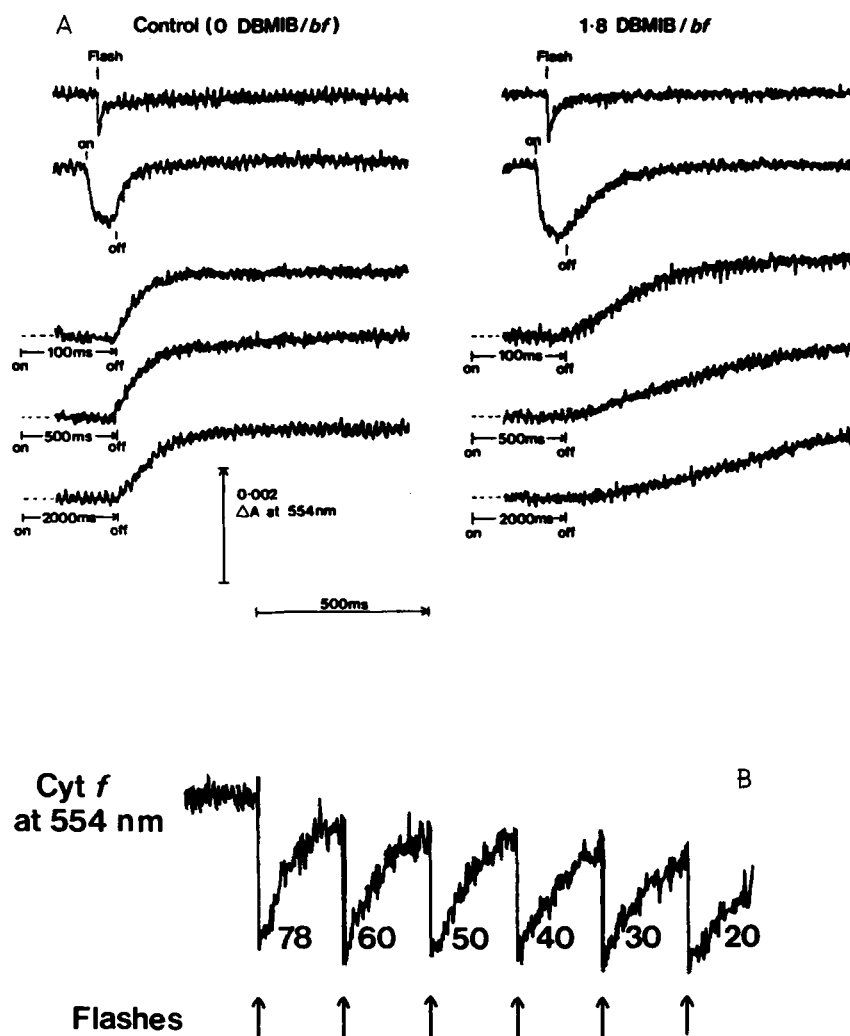 A
Control (0 DBMIB/bf)
1·8 DBMIB/bf
Flash
on
off
on
100ms
off
on
500ms
off
on
2000ms
off
0·002
ΔA at 554nm
500ms
Flash
on
off
on
100ms
off
on
500ms
off
on
2000ms
off
B
Cyt f
at 554 nm
78 60 50 40 30 20
Flashes